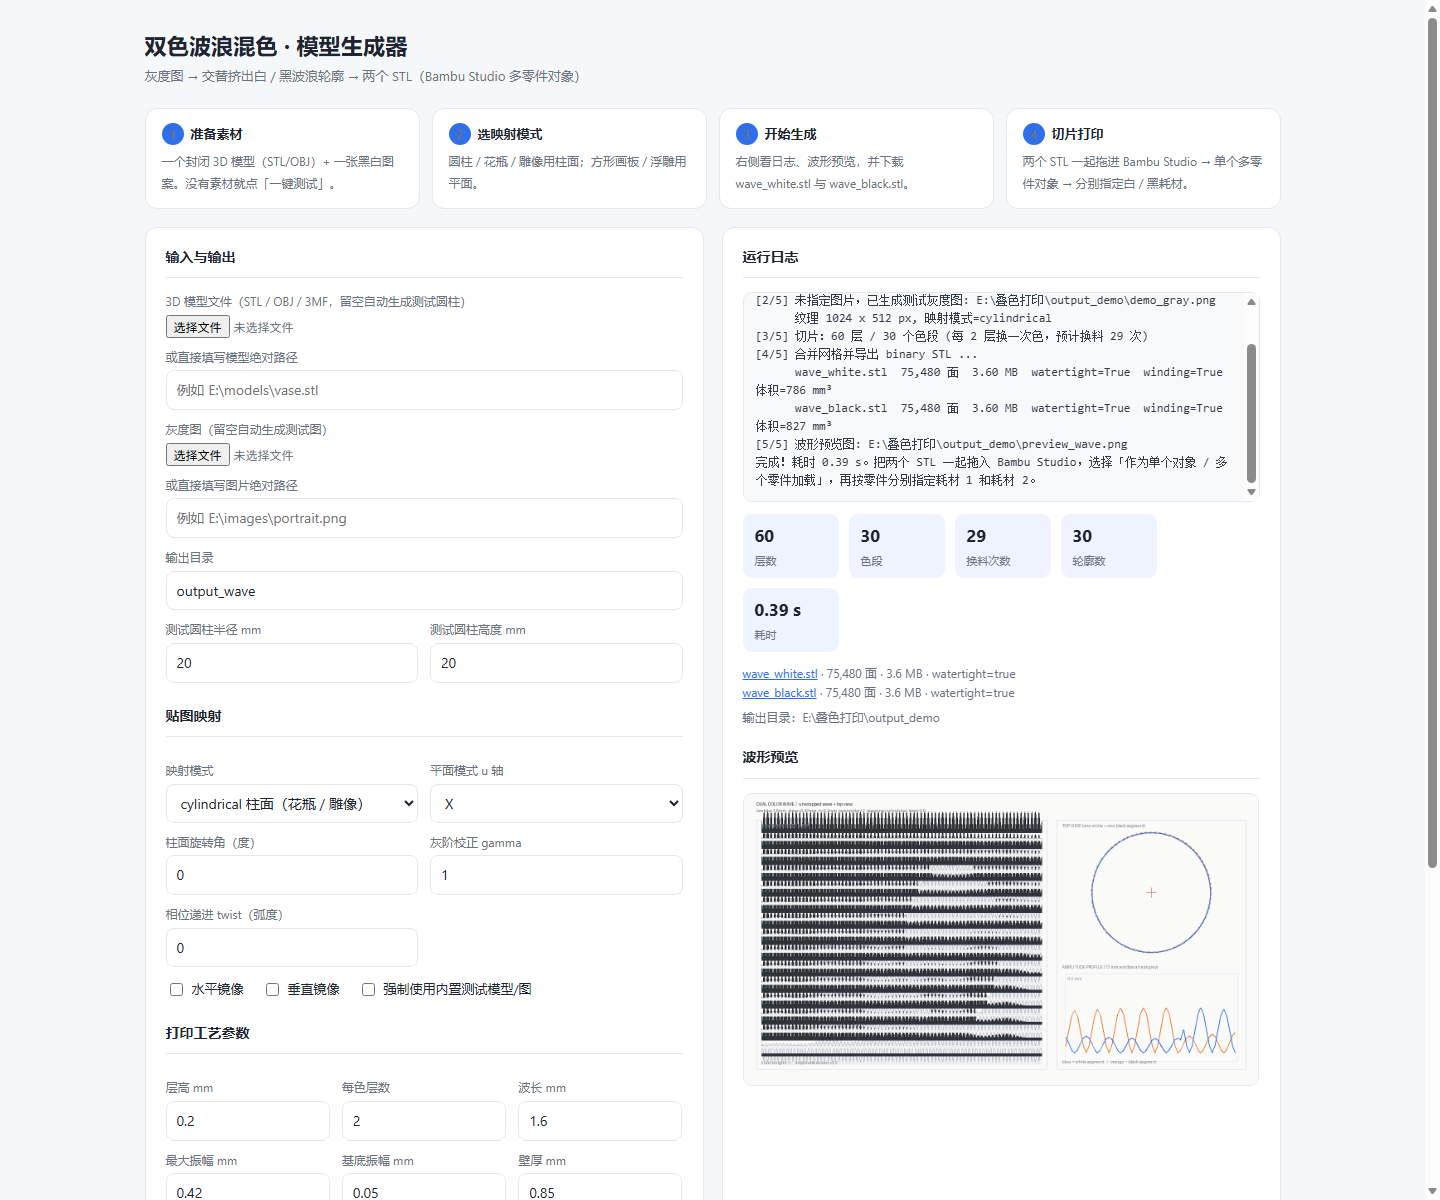 双色波浪混色 · 模型生成器
灰度图 → 交替挤出白 / 黑波浪轮廓 → 两个 STL（Bambu Studio 多零件对象）
1 准备素材
一个封闭 3D 模型（STL/OBJ）+ 一张黑白图
案。没有素材就点「一键测试」。
2 选映射模式
圆柱 / 花瓶 / 雕像用柱面；方形画板 / 浮雕用
平面。
3 开始生成
右侧看日志、波形预览，并下载
wave_white.stl 与 wave_black.stl。
4 切片打印
两个 STL 一起拖进 Bambu Studio → 单个多零
件对象 → 分别指定白 / 黑耗材。
输入与输出
3D 模型文件（STL / OBJ / 3MF，留空自动生成测试圆柱）
选择文件 未选择文件
或直接填写模型绝对路径
例如 E:\models\vase.stl
灰度图（留空自动生成测试图）
选择文件 未选择文件
或直接填写图片绝对路径
例如 E:\images\portrait.png
输出目录
output_wave
测试圆柱半径 mm
测试圆柱高度 mm
20
20
贴图映射
映射模式
平面模式 u 轴
cylindrical 柱面（花瓶 / 雕像）
X
柱面旋转角（度）
灰阶校正 gamma
0
1
相位递进 twist（弧度）
0
水平镜像
垂直镜像
强制使用内置测试模型/图
打印工艺参数
层高 mm
每色层数
波长 mm
0.2
2
1.6
最大振幅 mm
基底振幅 mm
壁厚 mm
0.42
0.05
0.85
运行日志
[2/5] 未指定图片，已生成测试灰度图: E:\叠色打印\output_demo\demo_gray.png
纹理 1024 x 512 px, 映射模式=cylindrical
[3/5] 切片: 60 层 / 30 个色段 (每 2 层换一次色, 预计换料 29 次)
[4/5] 合并网格并导出 binary STL ...
wave_white.stl 75,480 面 3.60 MB watertight=True winding=True
体积=786 mm³
wave_black.stl 75,480 面 3.60 MB watertight=True winding=True
体积=827 mm³
[5/5] 波形预览图: E:\叠色打印\output_demo\preview_wave.png
完成! 耗时 0.39 s。把两个 STL 一起拖入 Bambu Studio，选择「作为单个对象 / 多
个零件加载」，再按零件分别指定耗材 1 和耗材 2。
60
层数
30
色段
29
换料次数
30
轮廓数
0.39 s
耗时
wave_white.stl · 75,480 面 · 3.6 MB · watertight=true
wave_black.stl · 75,480 面 · 3.6 MB · watertight=true
输出目录：E:\叠色打印\output_demo
波形预览